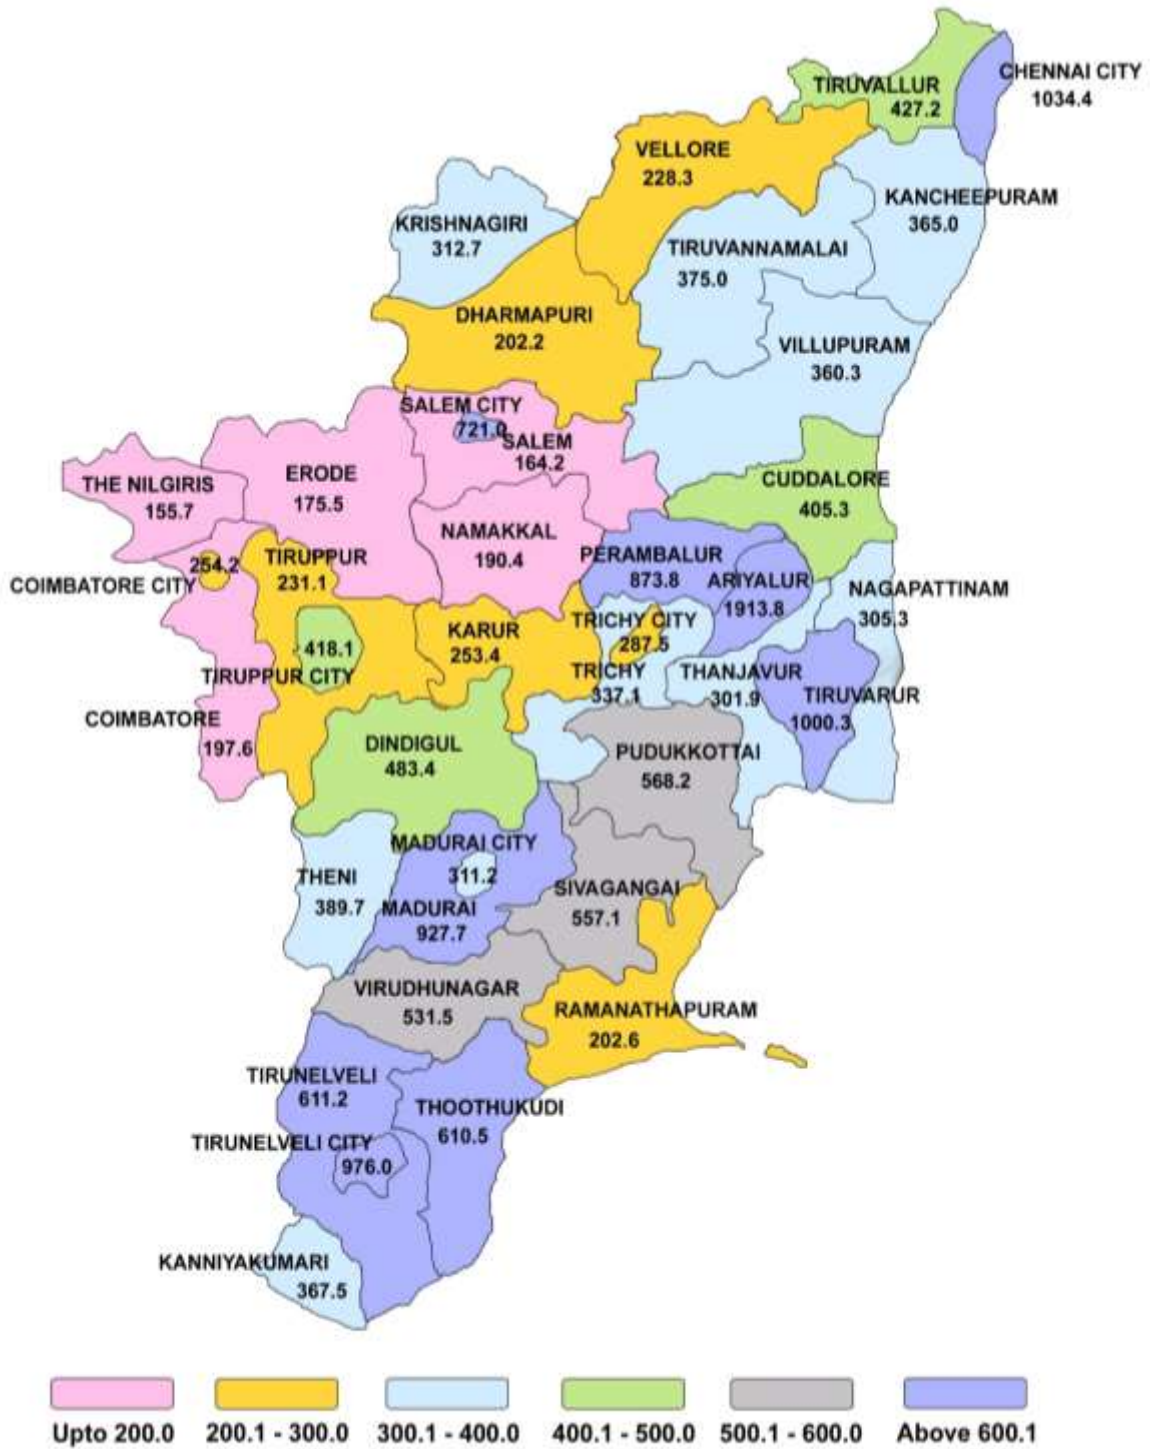 CHENNAI CITY
1034.4
TIRUVALLUR
427.2
VELLORE
228.3
KANCHEEPURAM
365.0
KRISHNAGIRI
312.7
TIRUVANNAMALAI
375.0
DHARMAPURI
202.2
VILLUPURAM
360.3
SALEM CITY
721.0
SALEM
164.2
ERODE
175.5
THE NILGIRIS
155.7
CUDDALORE
405.3
NAMAKKAL
190.4
PERAMBALUR
873.8
ARIYALUR
1913.8
NAGAPATTINAM
305.3
254.2
COIMBATORE CITY
TIRUPPUR
231.1
TRICHY CITY
287.5
KARUR
253.4
418.1
TIRUPPUR CITY
TRICHY
337.1
THANJAVUR
301.9
TIRUVARUR
1000.3
COIMBATORE
197.6
DINDIGUL
483.4
PUDUKKOTTAI
568.2
MADURAI CITY
311.2
THENI
389.7
MADURAI
927.7
SIVAGANGAI
557.1
VIRUDHUNAGAR
531.5
RAMANATHAPURAM
202.6
TIRUNELVELI
611.2
THOOTHUKUDI
610.5
TIRUNELVELI CITY
976.0
KANNIYAKUMARI
367.5
Upto 200.0 200.1 - 300.0 300.1 - 400.0 400.1 - 500.0 500.1 - 600.0 Above 600.1